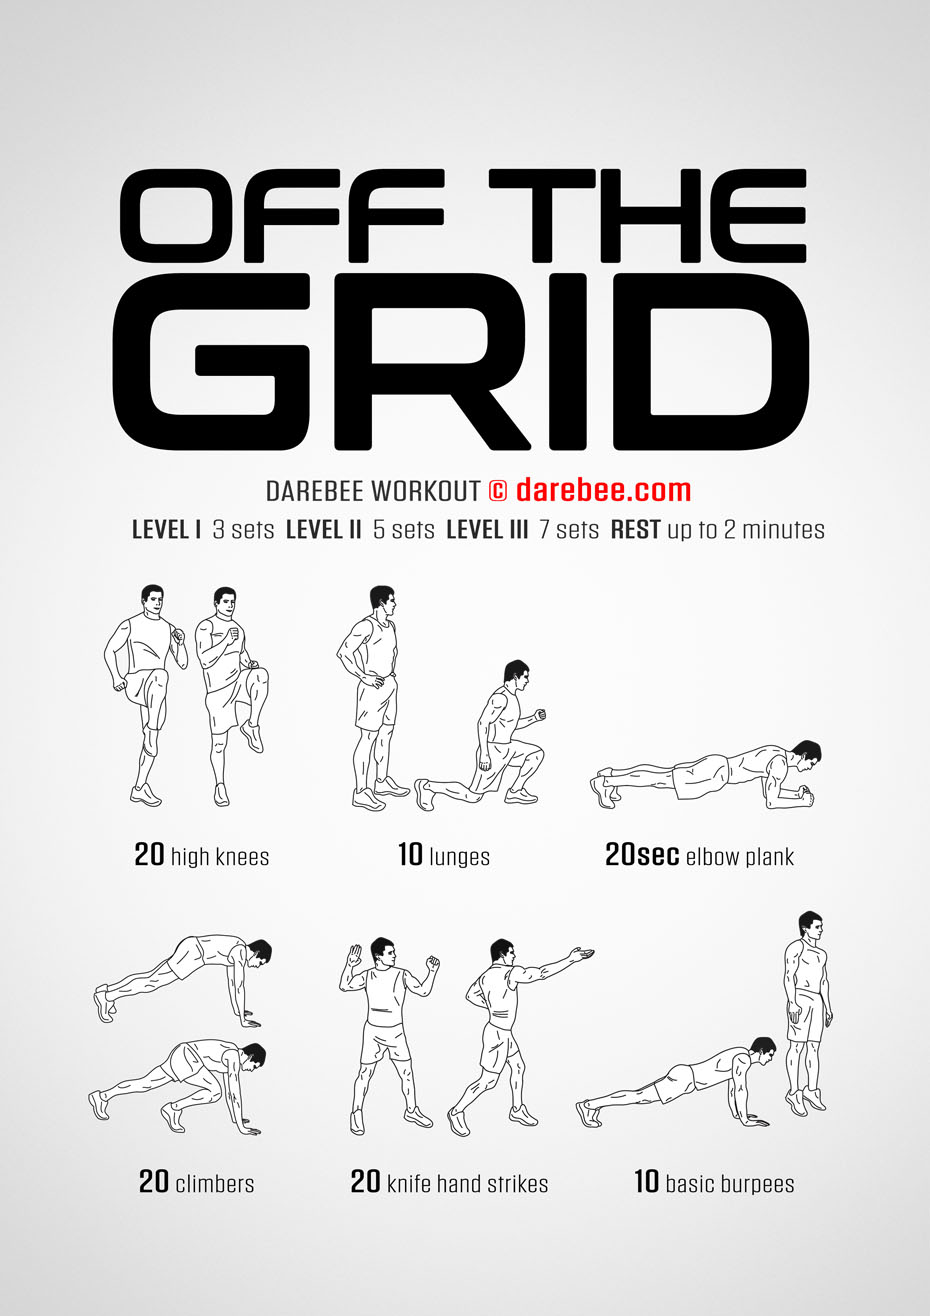 OFF THE
GRID
DAREBEE WORKOUT © darebee.com
LEVEL I 3 sets LEVEL II 5 sets LEVEL III 7 sets REST up to 2 minutes
20 high knees
10 lunges
20sec elbow plank
20 climbers
20 knife hand strikes
10 basic burpees